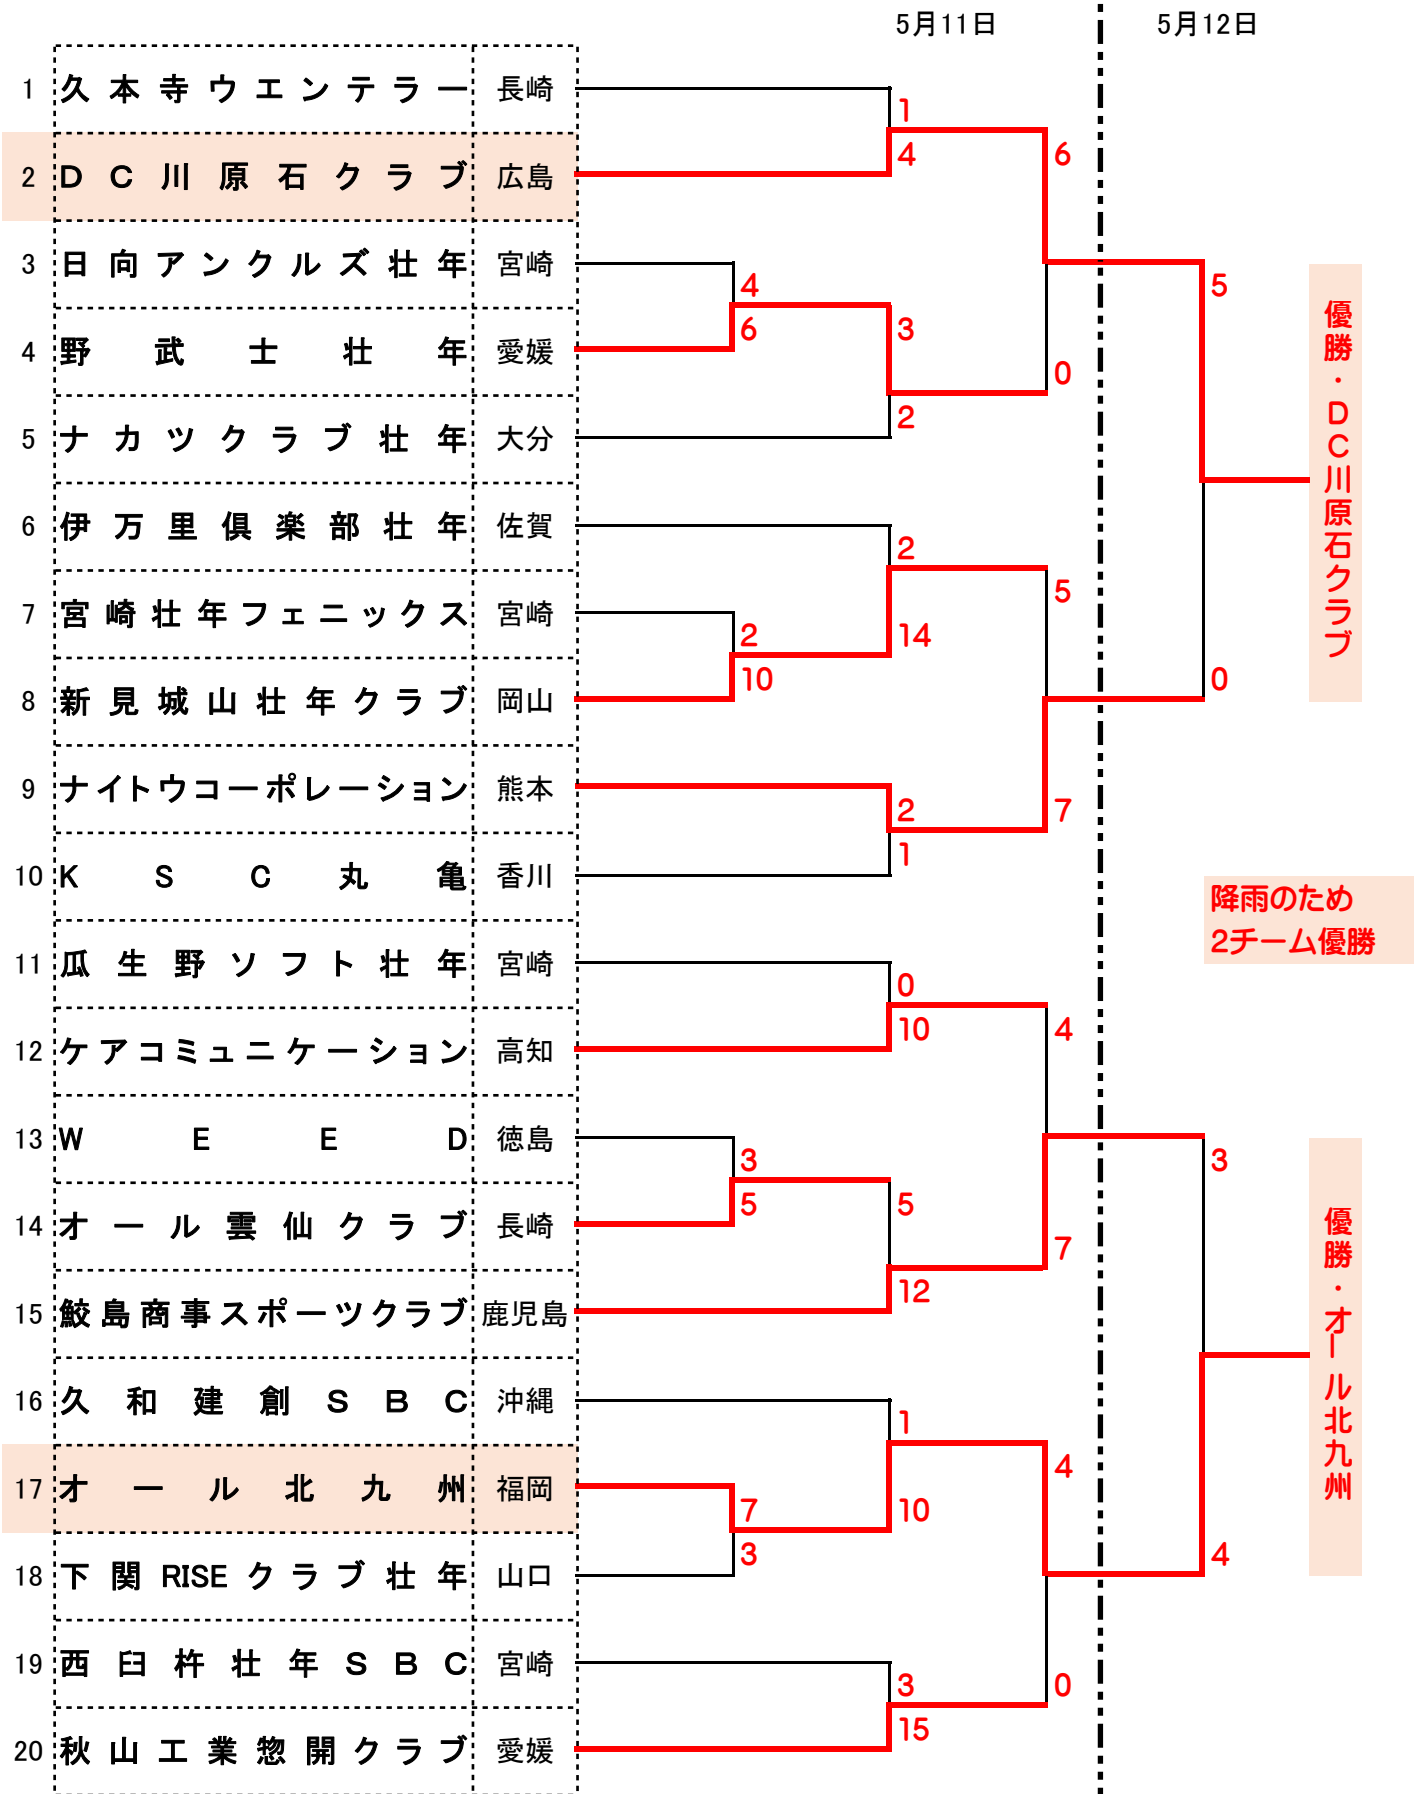 5月11日
5月12日
1 久本寺ウエンテラー 長崎
2 DC川原石クラブ 広島
3 日向アンクルズ壮年 宮崎
4 野武士壮年 愛媛
5 ナカツクラブ壮年 大分
6 伊万里倶楽部壮年 佐賀
7 宮崎壮年フェニックス 宮崎
8 新見城山壮年クラブ 岡山
9 ナイトウコーポレーション 熊本
10 KSC丸亀 香川
11 瓜生野ソフト壮年 宮崎
12 ケアコミュニケーション 高知
13 WEED 徳島
14 オール雲仙クラブ 長崎
15 鮫島商事スポーツクラブ 鹿児島
16 久和建創SBC 沖縄
17 オール北九州 福岡
18 下関RISEクラブ壮年 山口
19 西臼杵壮年SBC 宮崎
20 秋山工業惣開クラブ 愛媛
4
6
2
10
3
5
7
3
1
4
3
2
2
14
2
1
0
10
5
12
1
10
3
15
6
0
5
7
4
7
4
0
5
0
3
4
優勝・DC川原石クラブ
降雨のため
2チーム優勝
優勝・オール北九州